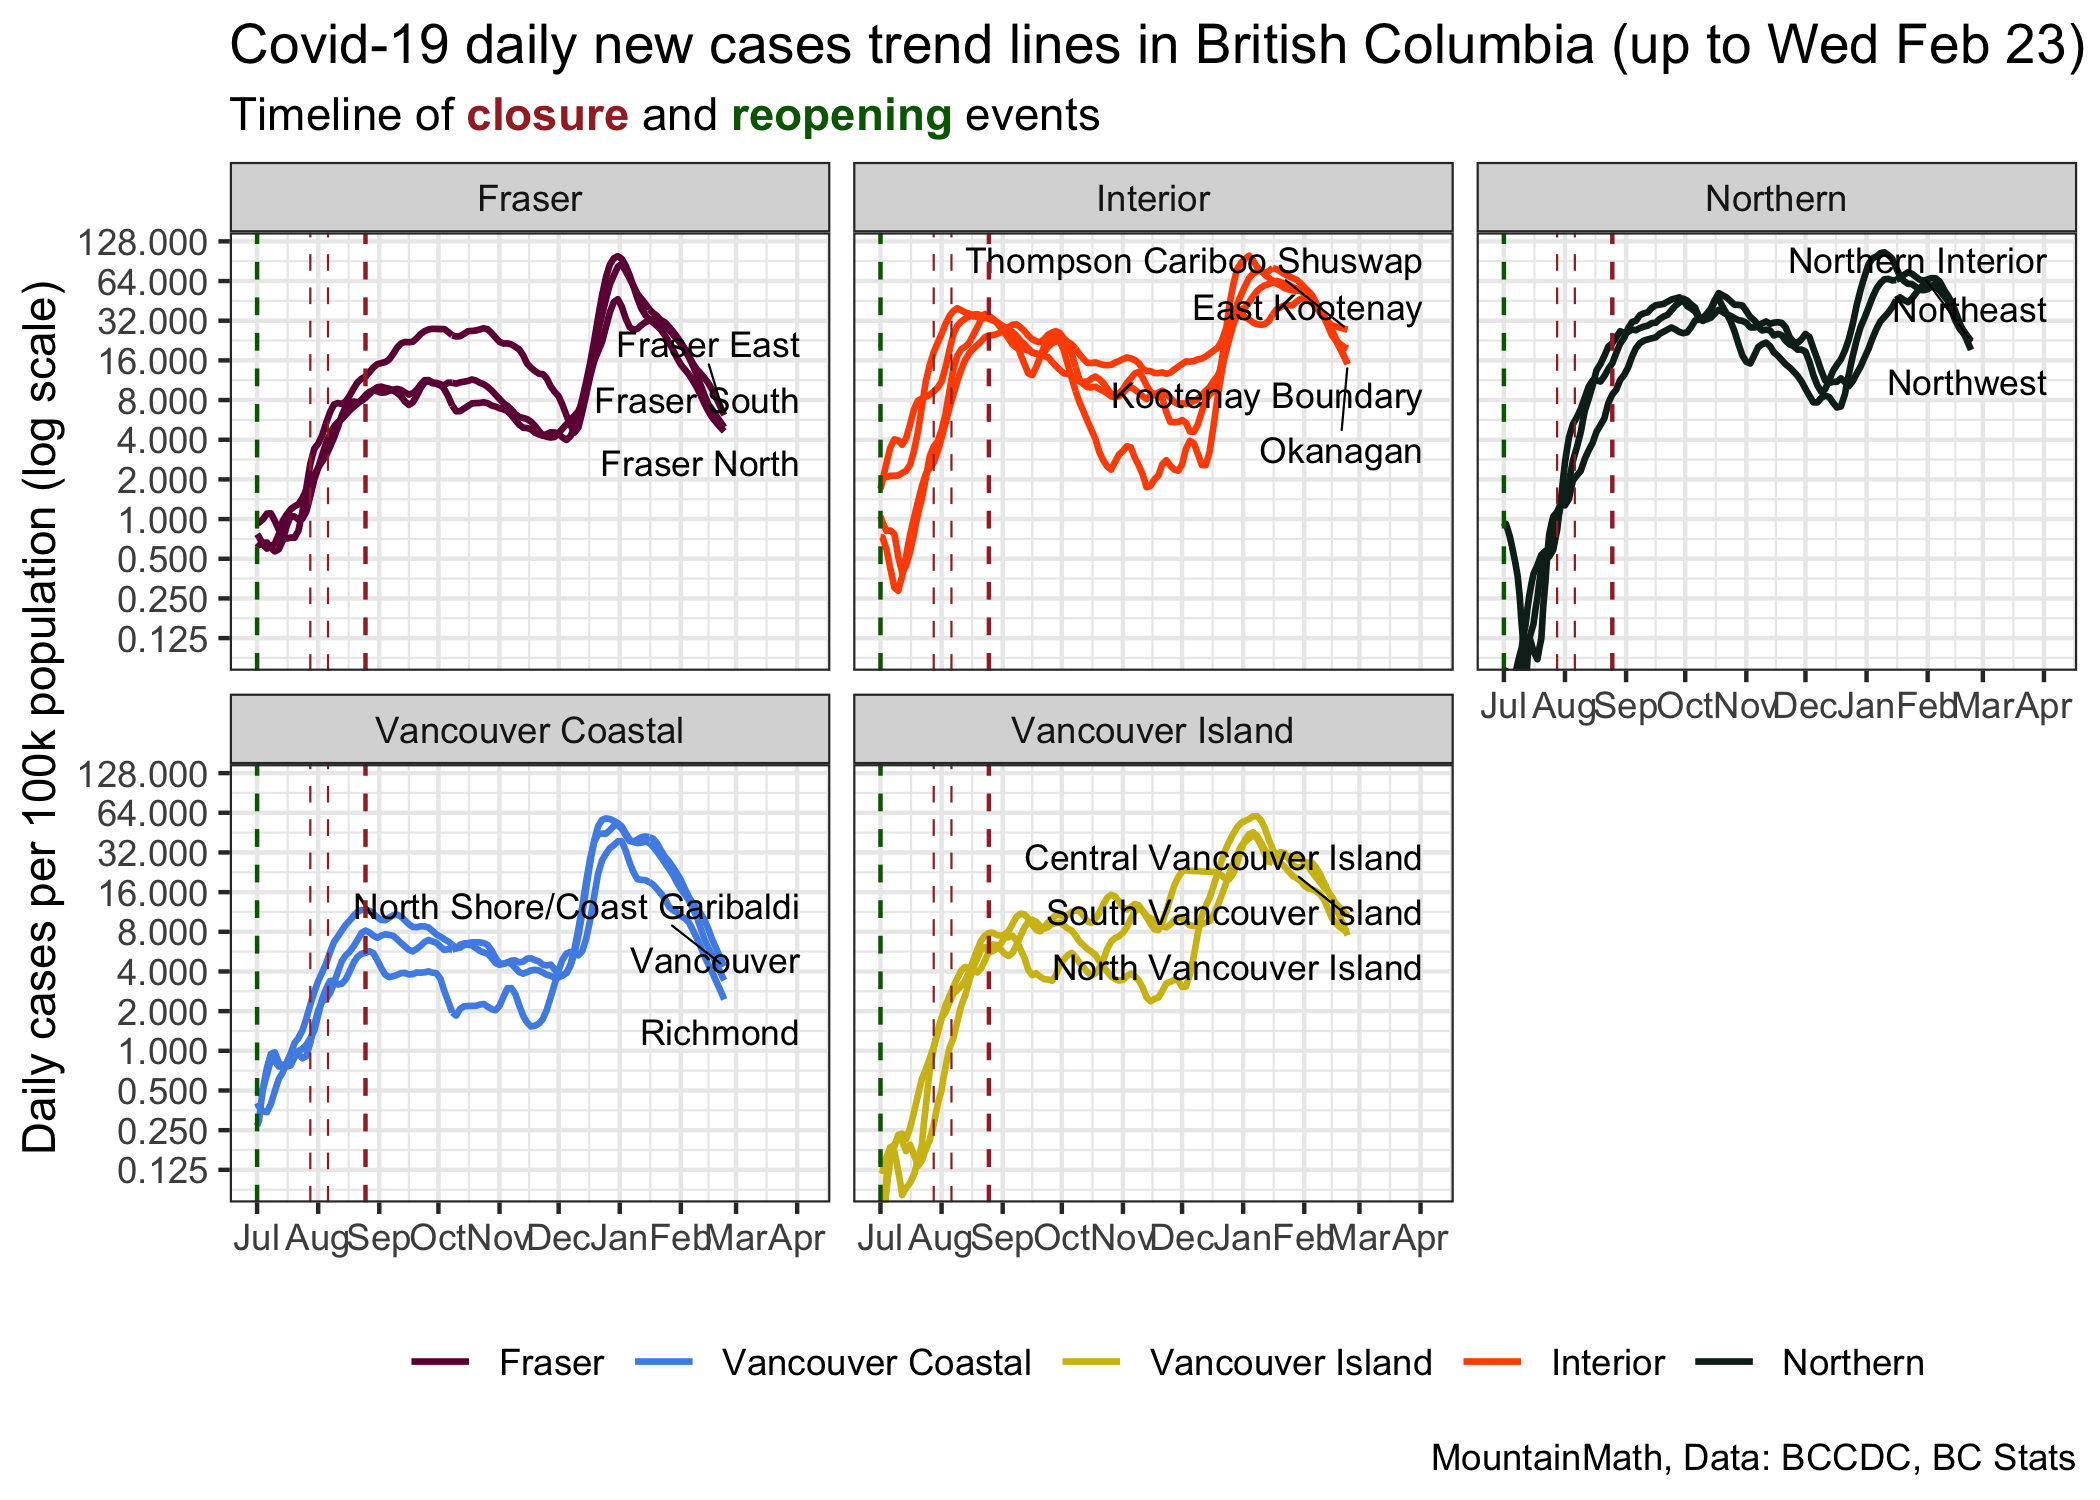 Covid-19 daily new cases trend lines in British Columbia (up to Wed Feb 23)
Timeline of closure and reopening events
Daily cases per 100k population (log scale)
Fraser
128.000
64.000
32.000
16.000
8.000
4.000
2.000
1.000
0.500
0.250
0.125
Fraser East
Fraser South
Fraser North
Interior
Thompson Cariboo Shuswap
East Kootenay
Kootenay Boundary
Okanagan
Northern
Northern Interior
Northeast
Northwest
Jul Aug Sep Oct Nov Dec Jan Feb Mar Apr
Vancouver Coastal
128.000
64.000
32.000
16.000
8.000
4.000
2.000
1.000
0.500
0.250
0.125
North Shore/Coast Garibaldi
Vancouver
Richmond
Jul Aug Sep Oct Nov Dec Jan Feb Mar Apr
Vancouver Island
Central Vancouver Island
South Vancouver Island
North Vancouver Island
Jul Aug Sep Oct Nov Dec Jan Feb Mar Apr
Fraser Vancouver Coastal Vancouver Island Interior Northern
MountainMath, Data: BCCDC, BC Stats